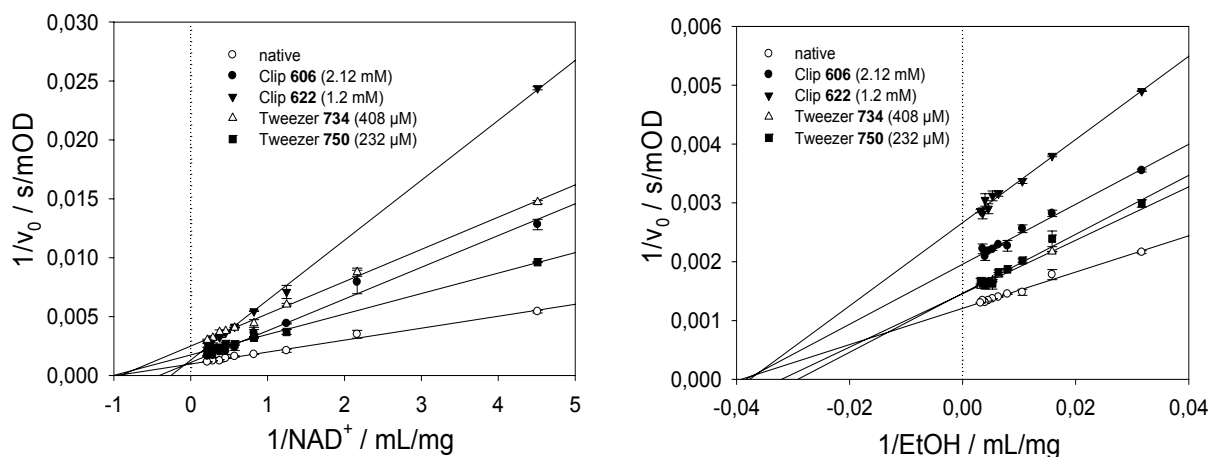 0,030
0,025
0,020
0,015
0,010
0,005
0,000
1/v0 / s/mOD
native
Clip 606 (2.12 mM)
Clip 622 (1.2 mM)
Tweezer 734 (408 µM)
Tweezer 750 (232 µM)
-1 0 1 2 3 4 5
1/NAD+ / mL/mg
0,006
0,005
0,004
0,003
0,002
0,001
0,000
1/v0 / s/mOD
native
Clip 606 (2.12 mM)
Clip 622 (1.2 mM)
Tweezer 734 (408 µM)
Tweezer 750 (232 µM)
-0,04 -0,02 0,00 0,02 0,04
1/EtOH / mL/mg